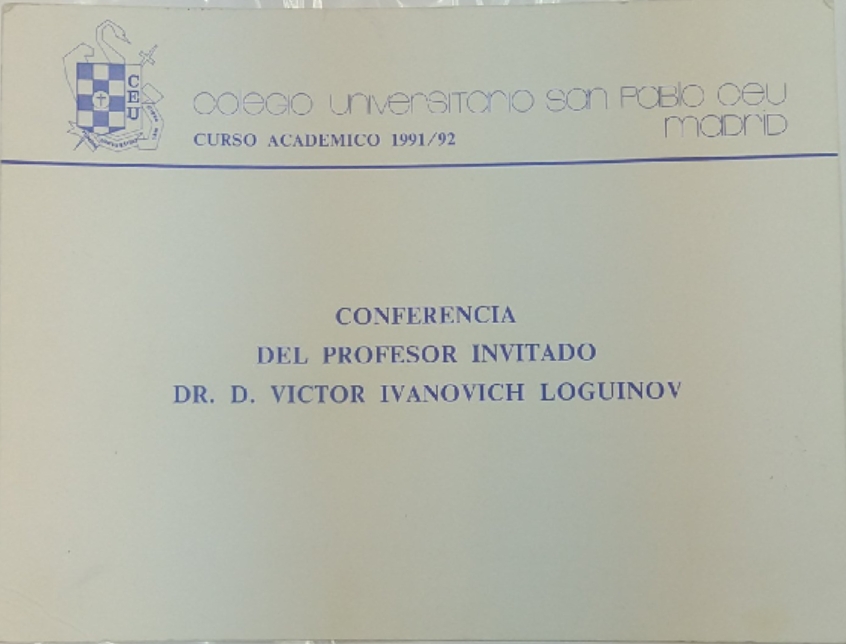 CEU
colegio universitario san Pablo ceu
madrid
CURSO ACADEMICO 1991/92
CONFERENCIA
DEL PROFESOR INVITADO
DR. D. VICTOR IVANOVICH LOGUINOV